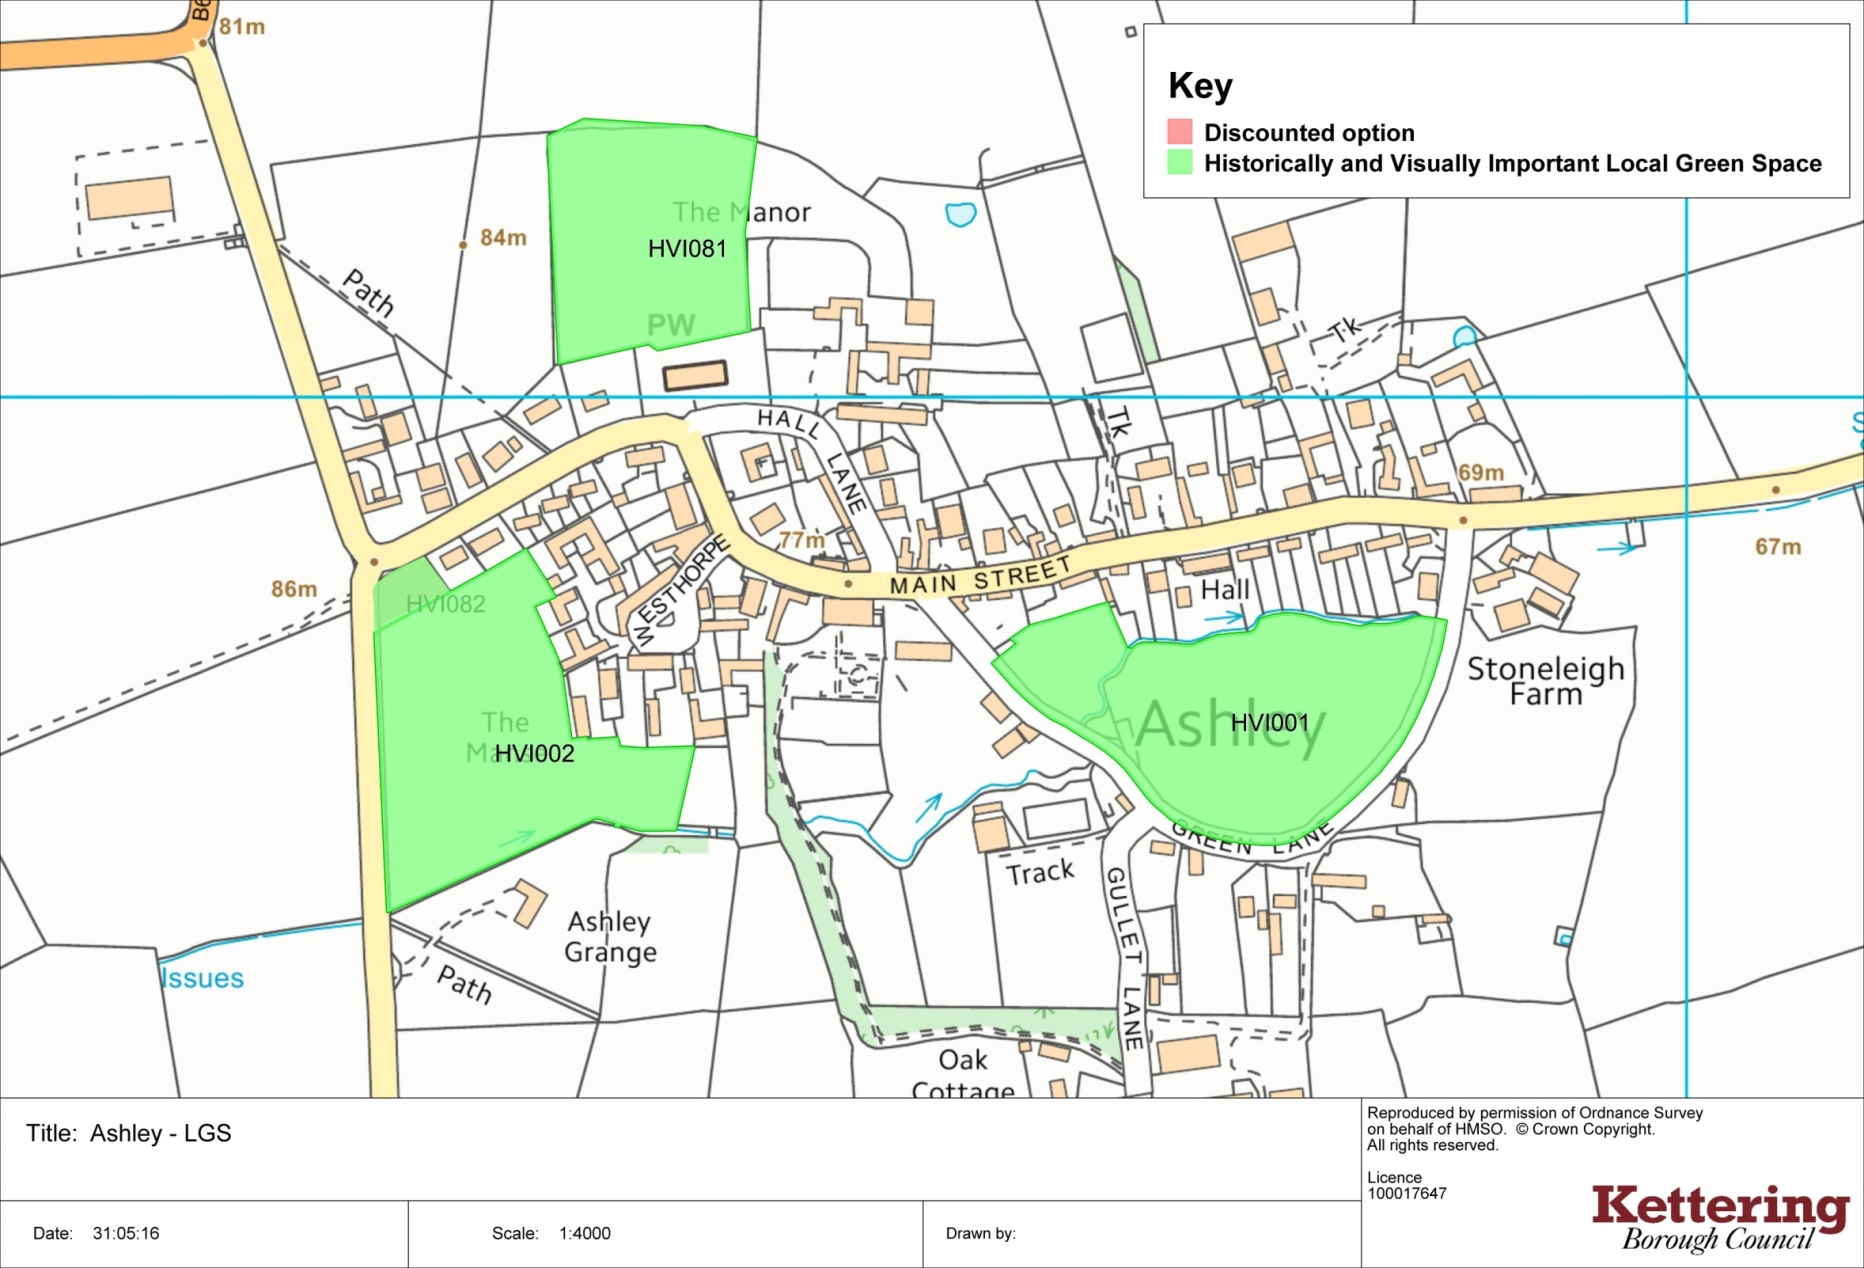 B6
81m
Key
Discounted option
Historically and Visually Important Local Green Space
The Manor
HVI081
84m
Path
PW
Tk
Tk
HALL
LANE
69m
77m
67m
86m
MAIN STREET
WESTHORPE
Hall
HVI082
Stoneleigh
Farm
The
HVI002
Ashley
HVI001
GREEN LANE
Track
GULLET LANE
Ashley
Grange
Path
Issues
Oak
Cottage
Title: Ashley - LGS
Date: 31:05:16
Scale: 1:4000
Drawn by:
Reproduced by permission of Ordnance Survey
on behalf of HMSO. © Crown Copyright.
All rights reserved.
Licence
100017647
Kettering
Borough Council